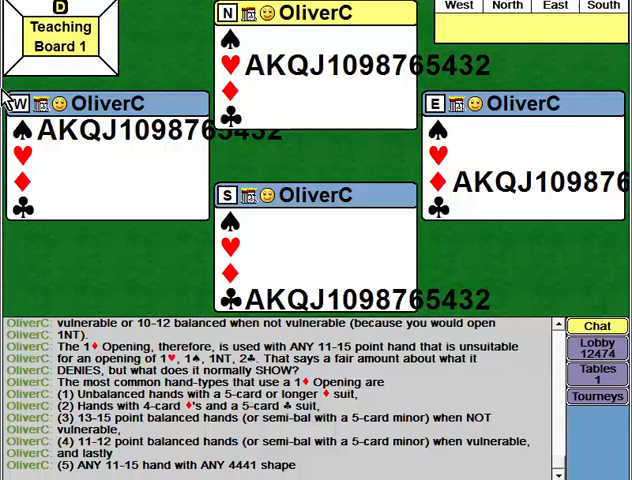 D
Teaching
Board 1
N OliverC
♠
♥ AKQJ1098765432
♦
♣
West North East South
W OliverC
♠ AKQJ1098765432
♥
♦
♣
E OliverC
♠
♥
♦ AKQJ109876
♣
S OliverC
♠
♥
♦
♣ AKQJ1098765432
OliverC: vulnerable or 10-12 balanced when not vulnerable (because you would open
OliverC: 1NT).
OliverC: The 1♦ Opening, therefore, is used with ANY 11-15 point hand that is unsuitable
OliverC: for an opening of 1♥, 1♠, 1NT, 2♣. That says a fair amount about what it
OliverC: DENIES, but what does it normally SHOW?
OliverC: The most common hand-types that use a 1♦ Opening are
OliverC: (1) Unbalanced hands with a 5-card or longer ♦ suit,
OliverC: (2) Hands with 4-card ♦'s and a 5-card ♣ suit,
OliverC: (3) 13-15 point balanced hands (or semi-bal with a 5-card minor) when NOT
OliverC: vulnerable,
OliverC: (4) 11-12 point balanced hands (or semi-bal with a 5-card minor) when vulnerable,
OliverC: and lastly
OliverC: (5) ANY 11-15 hand with ANY 4441 shape
Chat
Lobby
12474
Tables
1
Tourneys